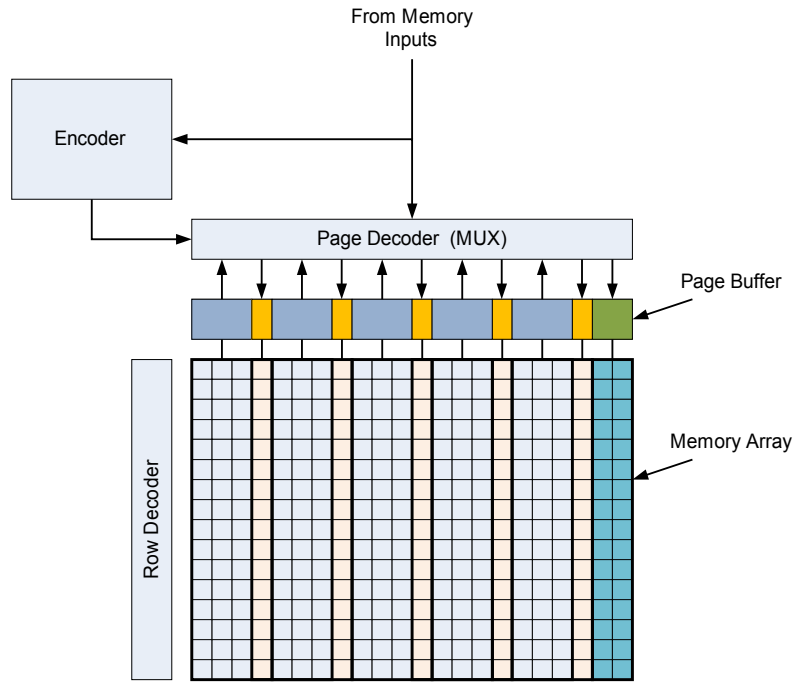 From Memory
Inputs
Encoder
Page Decoder (MUX)
Page Buffer
Memory Array
Row Decoder